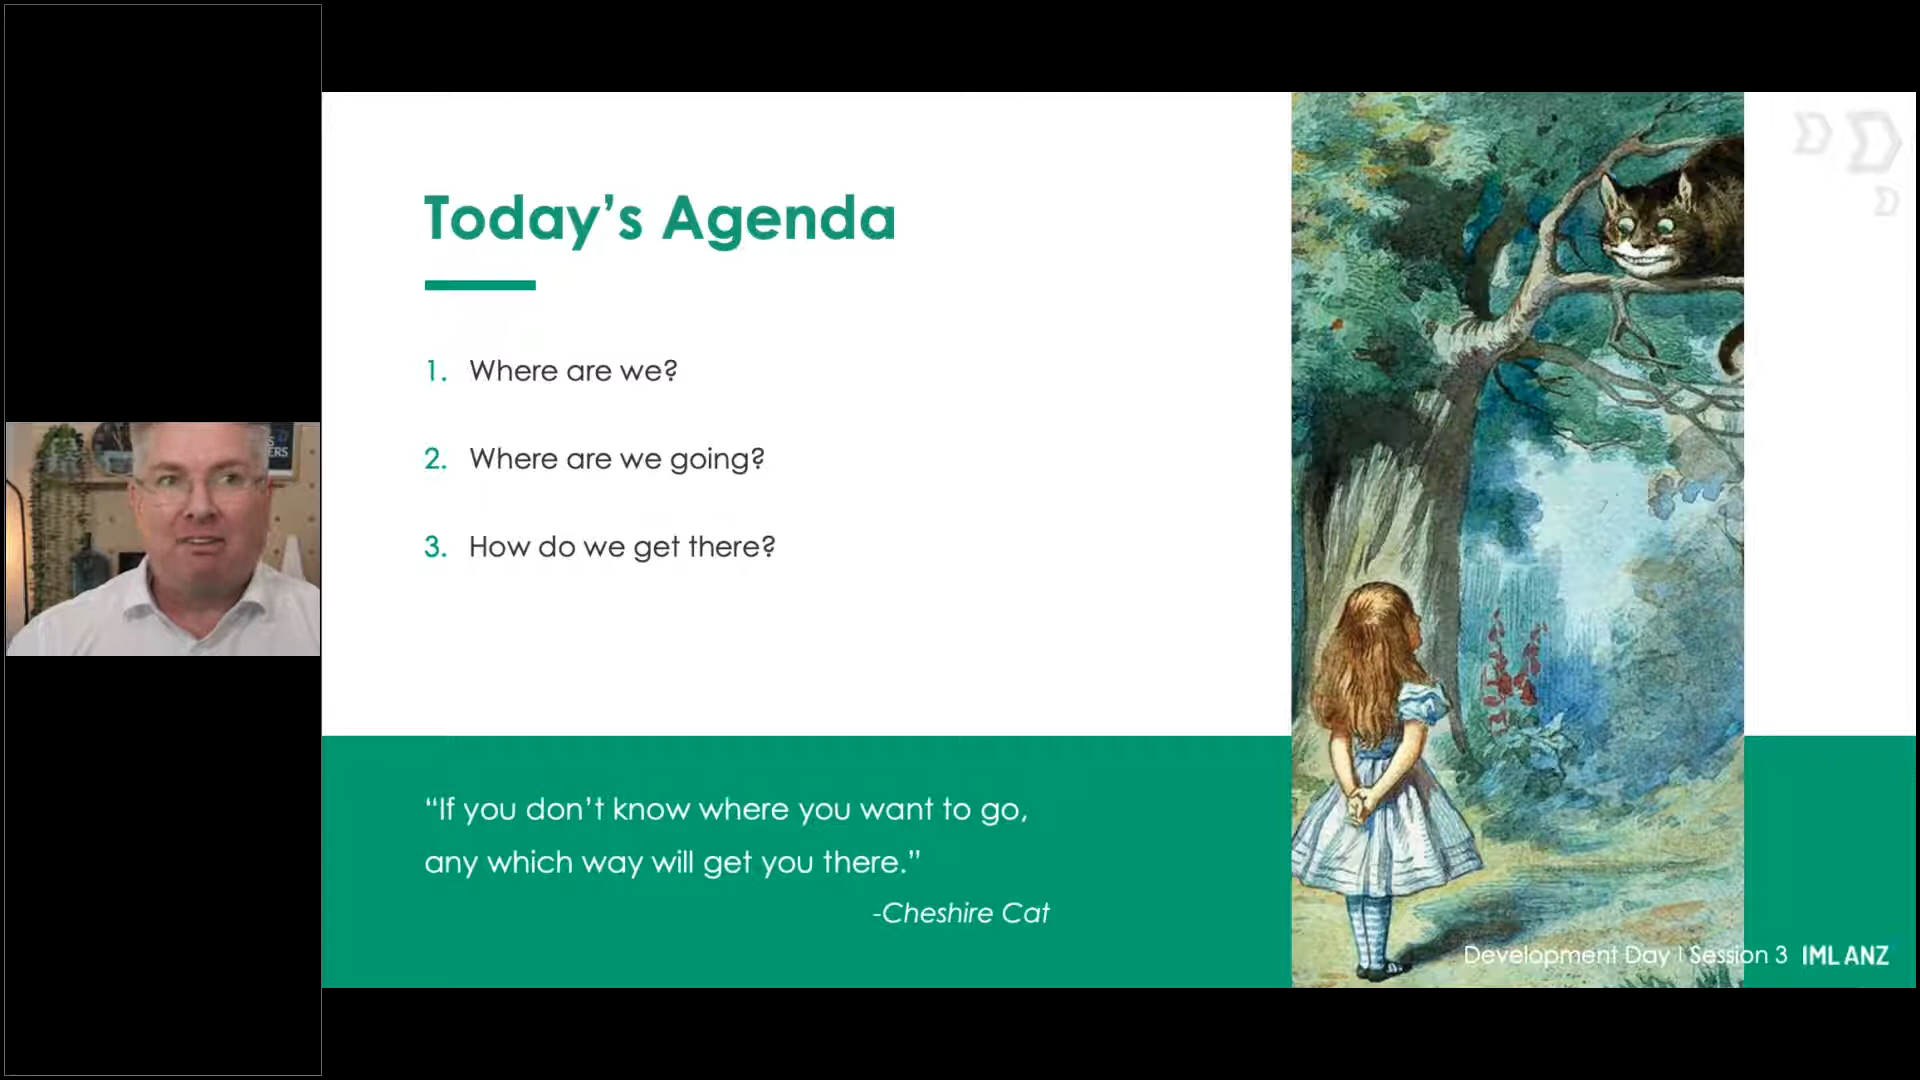 Today’s Agenda
1. Where are we?
2. Where are we going?
3. How do we get there?
“If you don’t know where you want to go,
any which way will get you there.”
-Cheshire Cat
Development Day | Session 3 IML ANZ